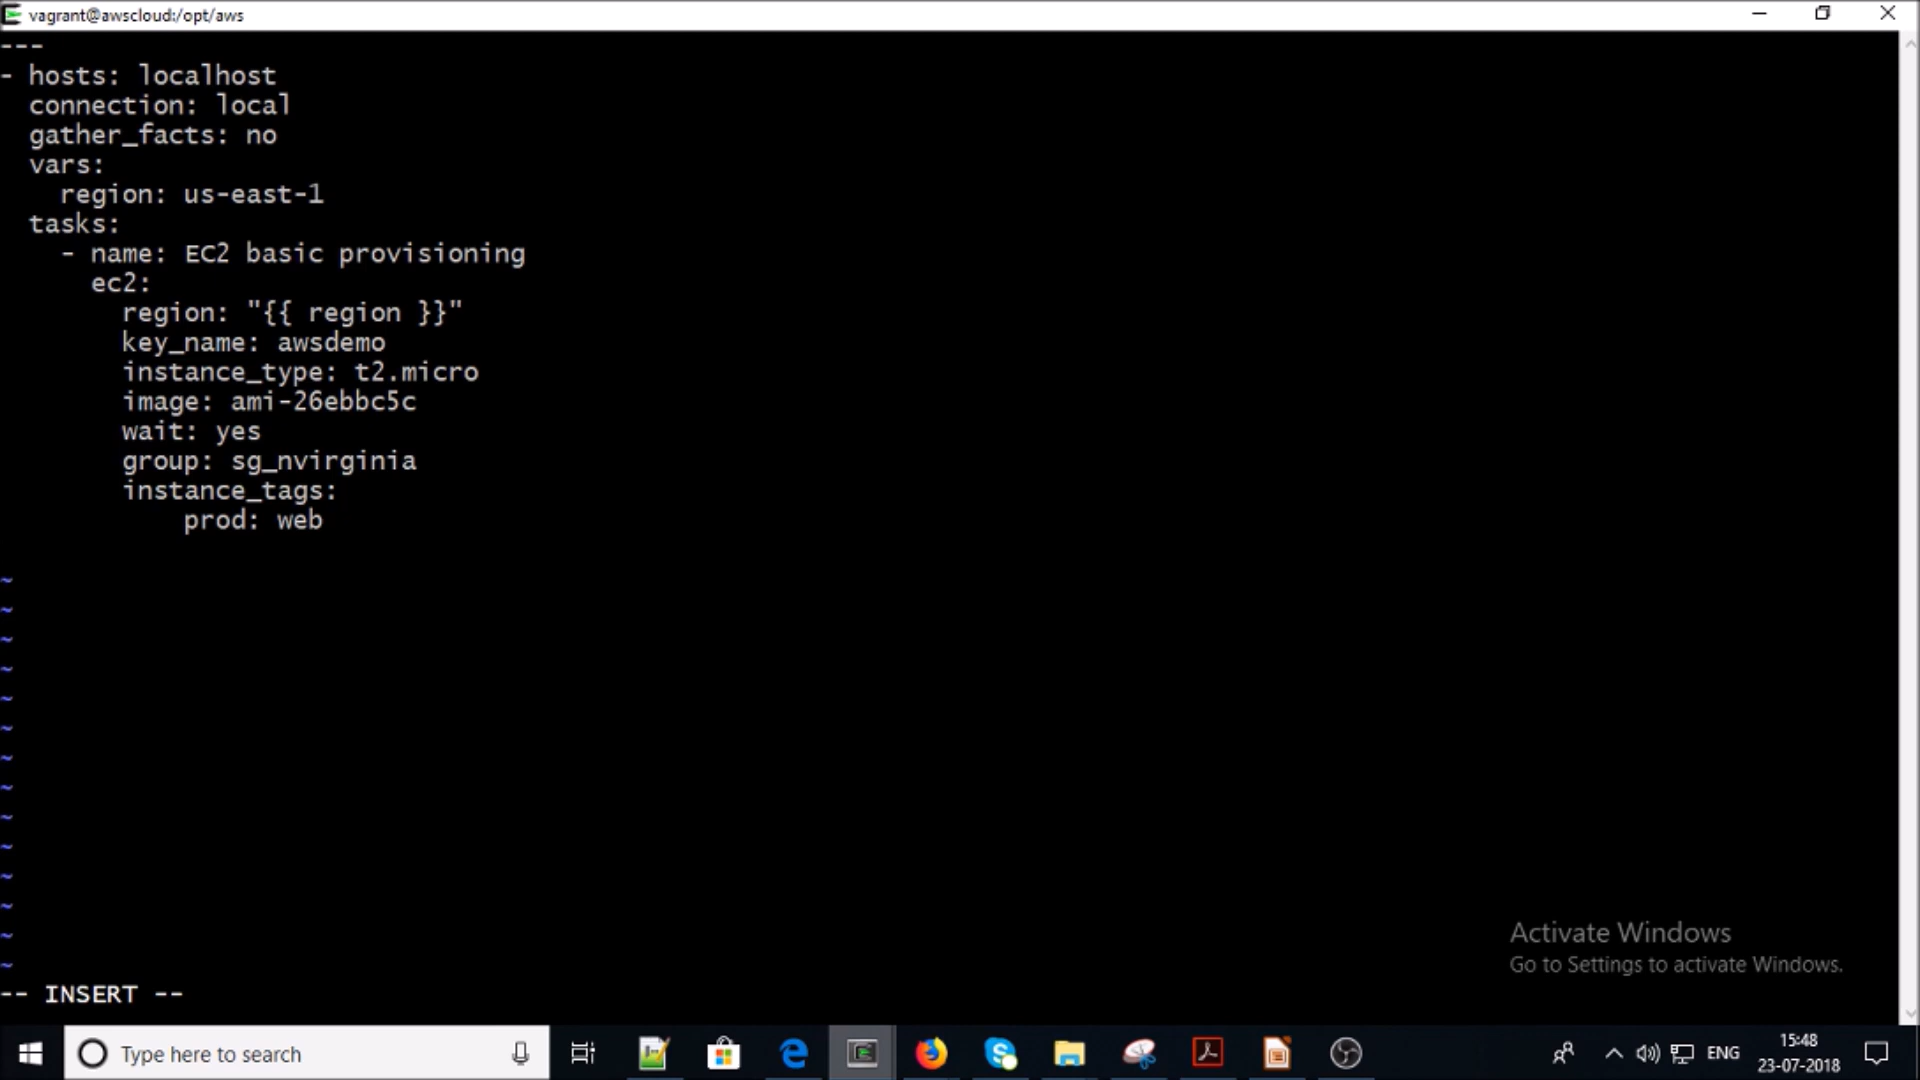 vagrant@awscloud:/opt/aws
---
- hosts: localhost
  connection: local
  gather_facts: no
  vars:
    region: us-east-1
  tasks:
    - name: EC2 basic provisioning
      ec2:
        region: "{{ region }}"
        key_name: awsdemo
        instance_type: t2.micro
        image: ami-26ebbc5c
        wait: yes
        group: sg_nvirginia
        instance_tags:
            prod: web
~
~
~
~
~
~
~
~
~
~
~
~
~
~
Activate Windows
Go to Settings to activate Windows.
-- INSERT --
Type here to search
ENG
15:48
23-07-2018